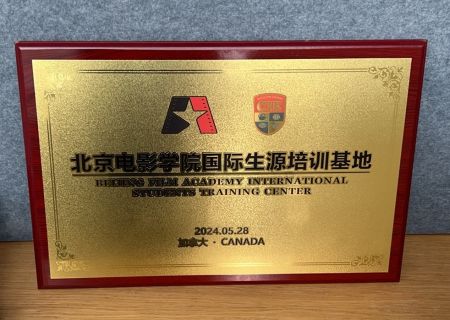 北京电影学院国际生源培训基地
BEIJING FILM ACADEMY INTERNATIONAL
STUDENTS TRAINING CENTER
2024.05.28
加拿大 · CANADA